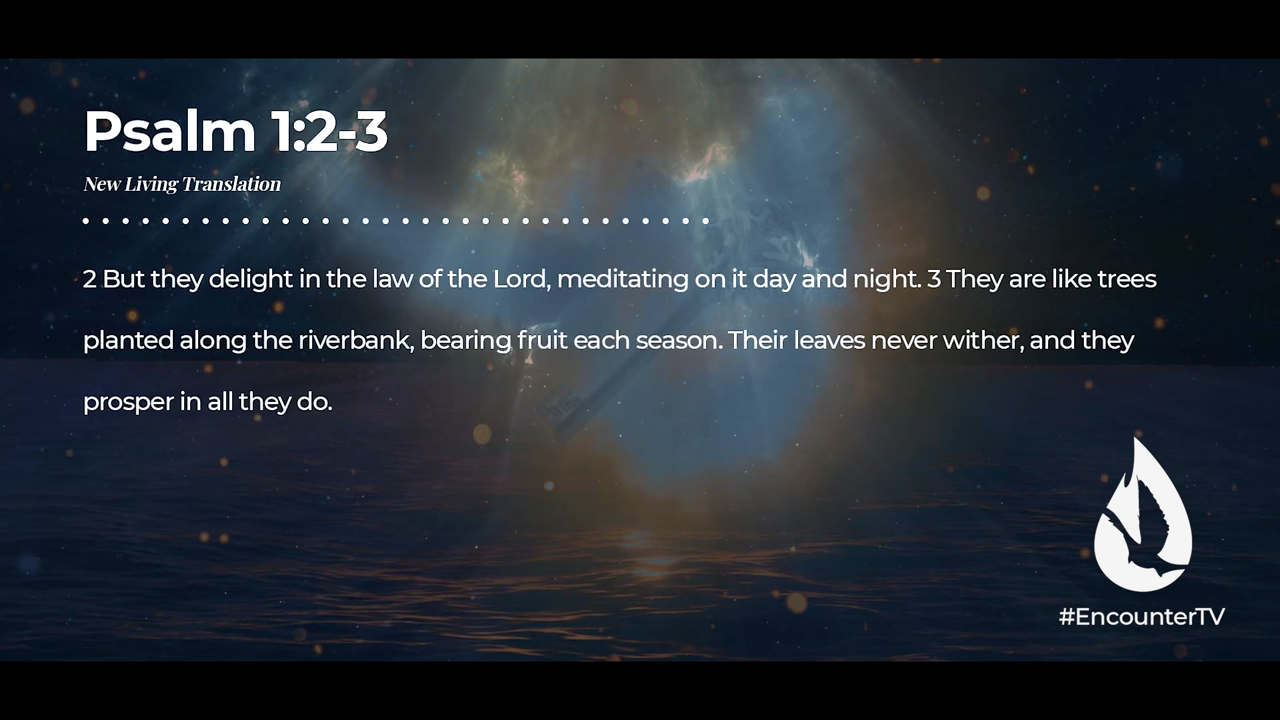 Psalm 1:2-3
New Living Translation
2 But they delight in the law of the Lord, meditating on it day and night. 3 They are like trees
planted along the riverbank, bearing fruit each season. Their leaves never wither, and they
prosper in all they do.
#EncounterTV